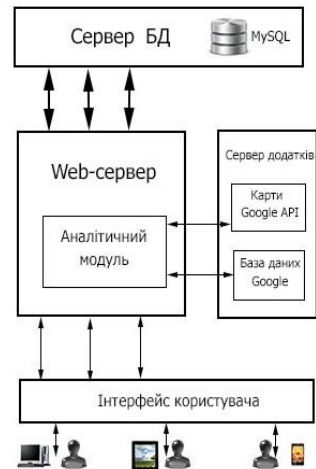 Сервер БД
MySQL
Web-сервер
Аналітичний
модуль
Сервер додатків
Карти
Google API
База даних
Google
Інтерфейс користувача